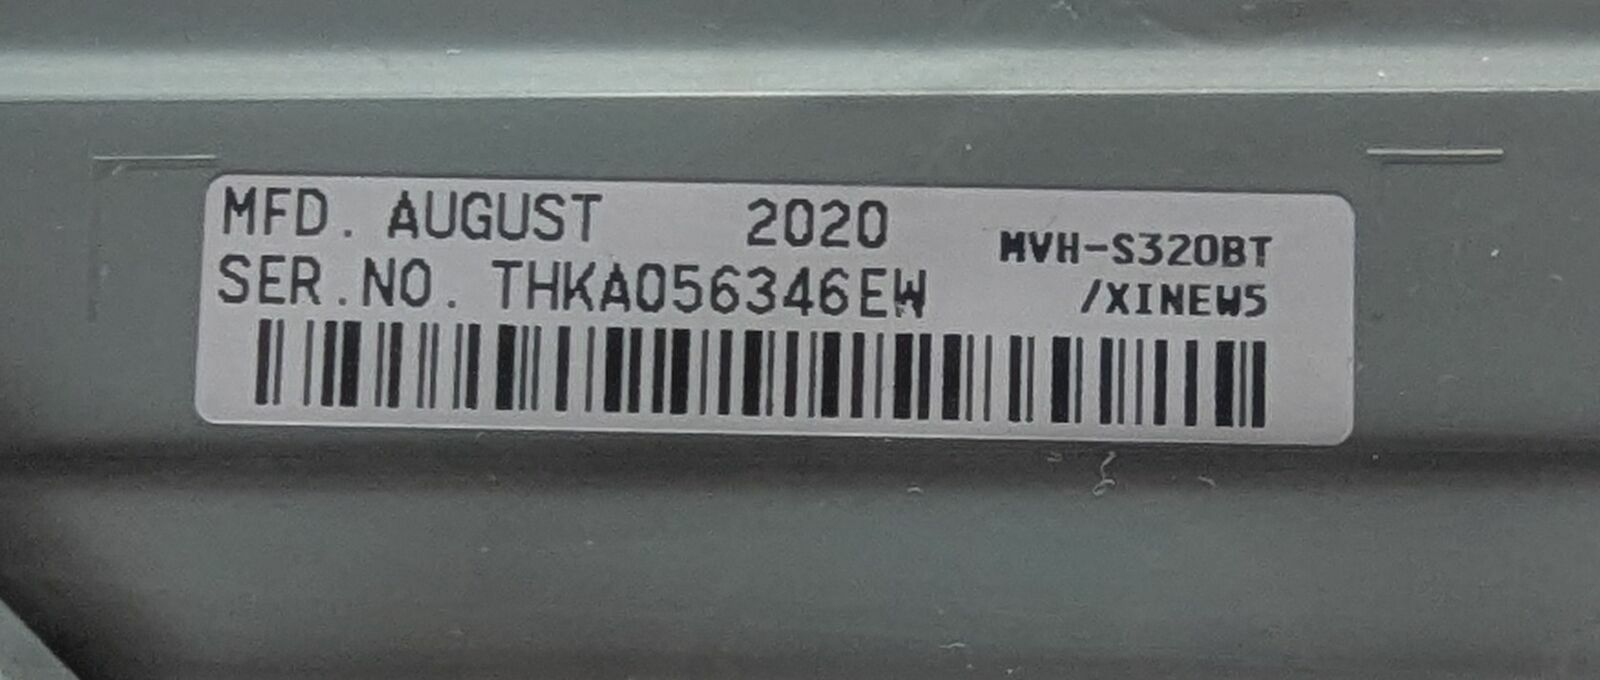 MFD. AUGUST 2020
SER.NO. THKA056346EW
MVH-S320BT
/XINEW5